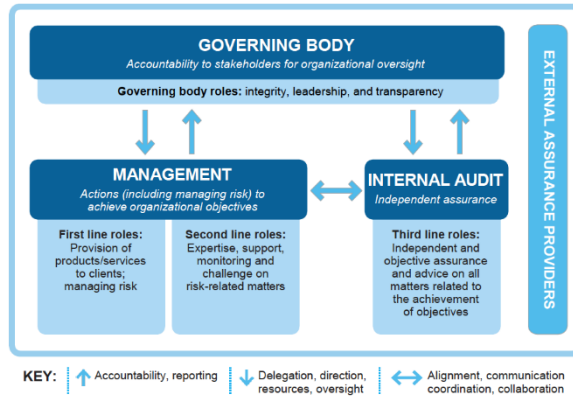 GOVERNING BODY
Accountability to stakeholders for organizational oversight
Governing body roles: integrity, leadership, and transparency
MANAGEMENT
Actions (including managing risk) to
achieve organizational objectives
First line roles:
Provision of
products/services
to clients;
managing risk
Second line roles:
Expertise, support,
monitoring and
challenge on
risk-related matters
INTERNAL AUDIT
Independent assurance
Third line roles:
Independent and
objective assurance
and advice on all
matters related to
the achievement
of objectives
EXTERNAL ASSURANCE PROVIDERS
KEY:
Accountability, reporting
Delegation, direction,
resources, oversight
Alignment, communication
coordination, collaboration